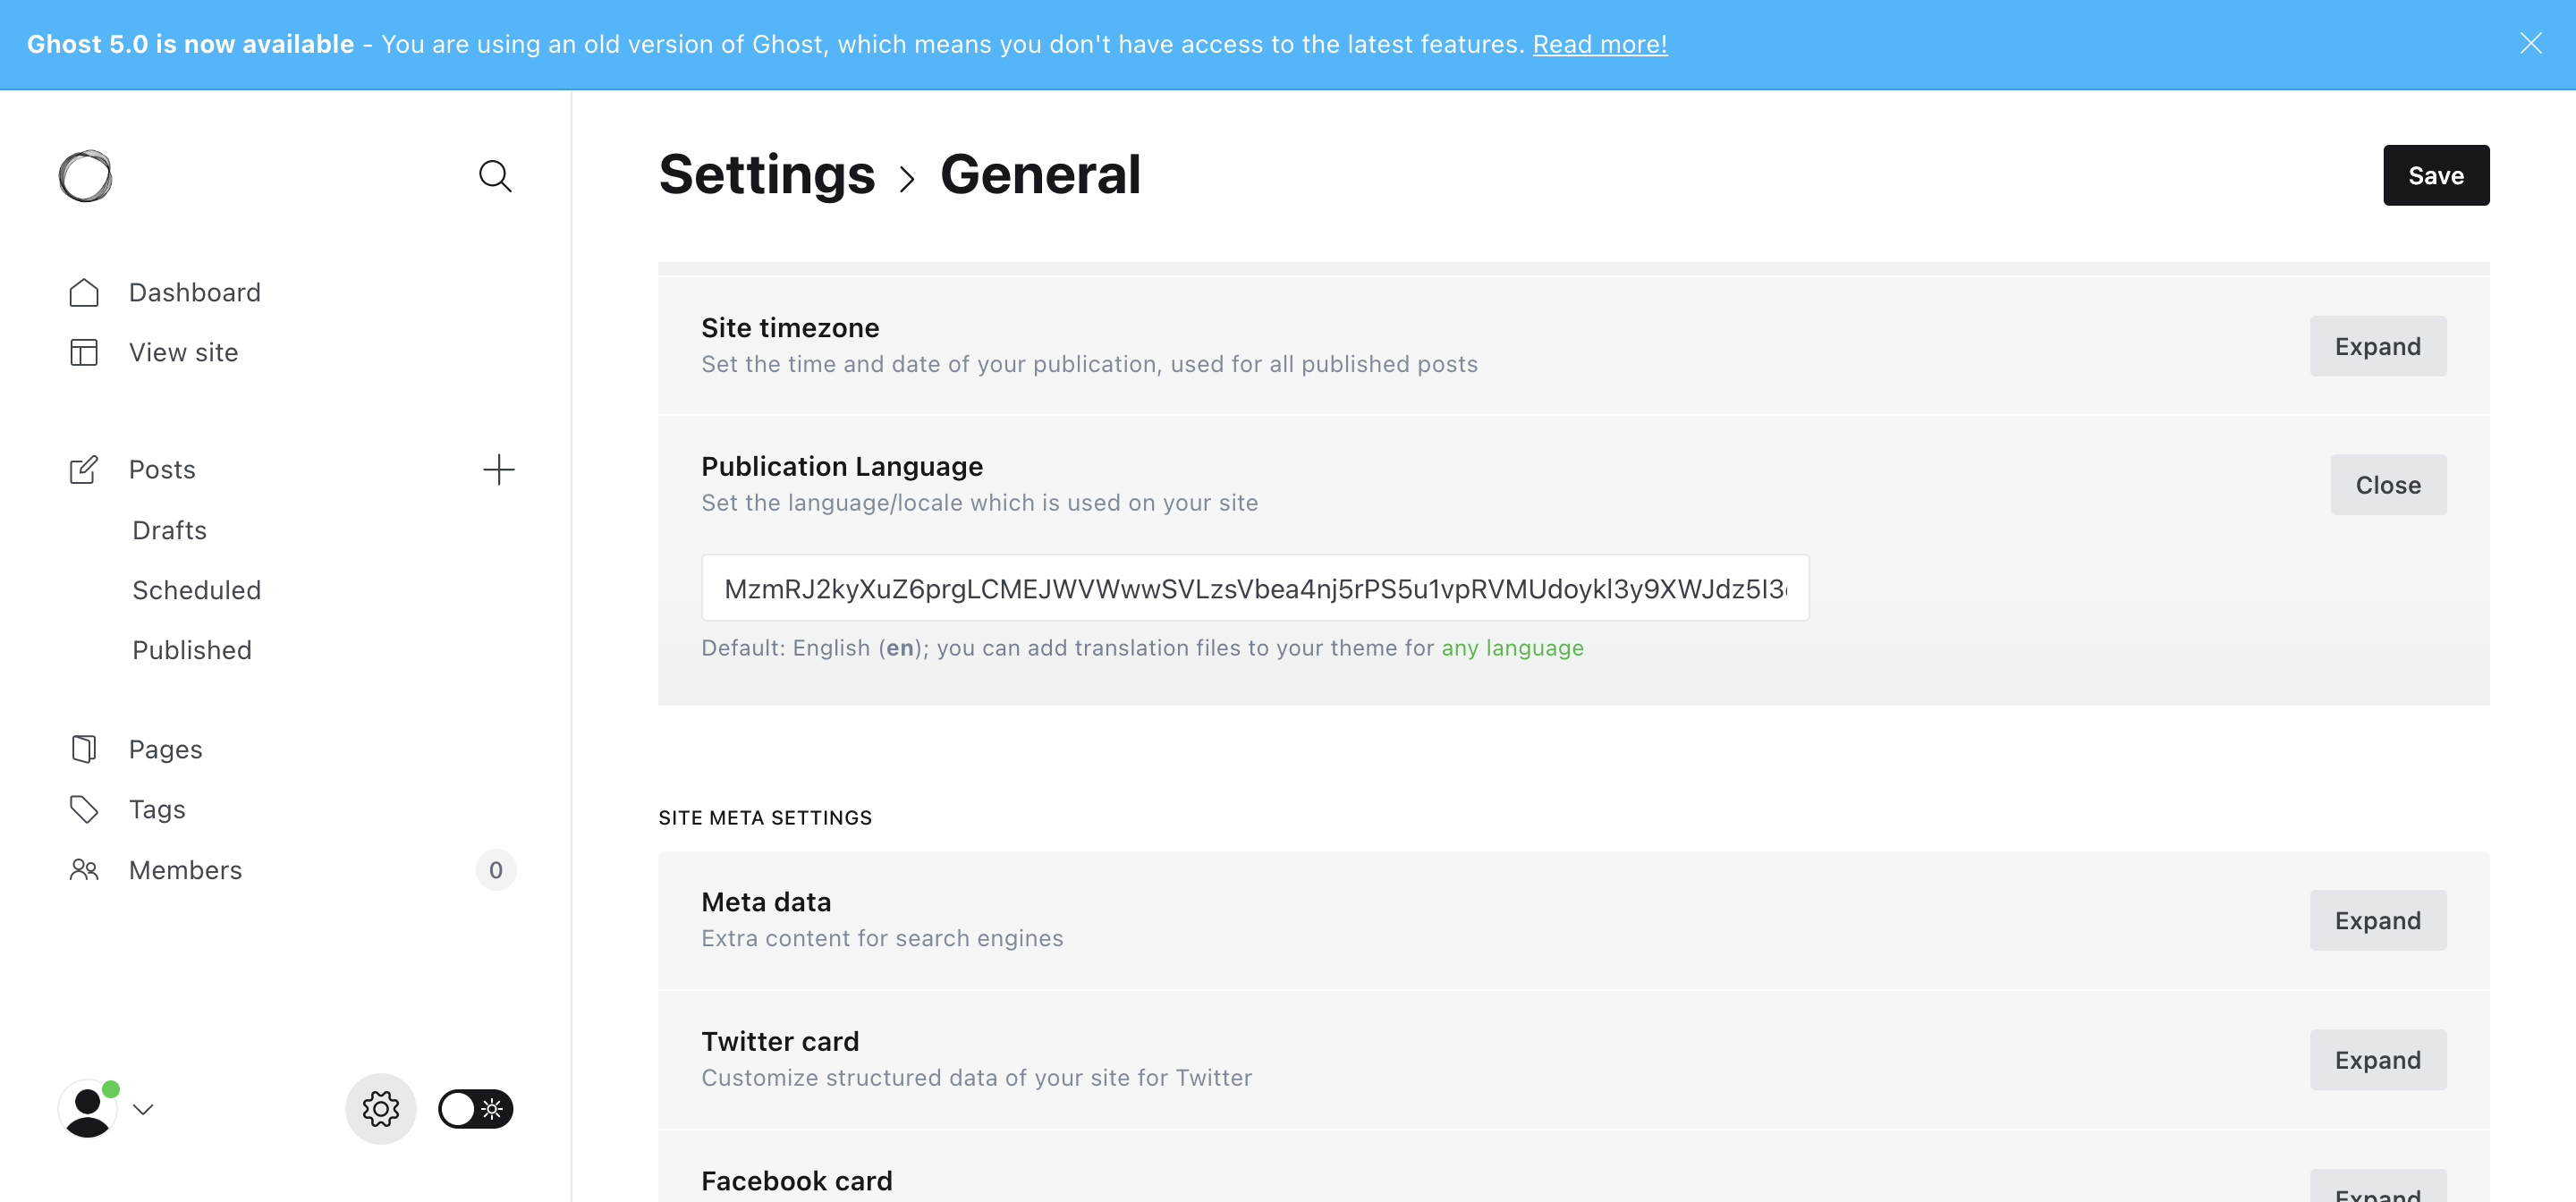 Ghost 5.0 is now available - You are using an old version of Ghost, which means you don't have access to the latest features. Read more!
Settings > General
Save
Dashboard
View site
Posts
Drafts
Scheduled
Published
Pages
Tags
Members 0
Site timezone
Set the time and date of your publication, used for all published posts
Expand
Publication Language
Set the language/locale which is used on your site
Close
MzmRJ2kyXuZ6prgLCMEJWVWwwSVLzsVbea4nj5rPS5u1vpRVMUdoykl3y9XWJdz5I3
Default: English (en); you can add translation files to your theme for any language
SITE META SETTINGS
Meta data
Extra content for search engines
Expand
Twitter card
Customize structured data of your site for Twitter
Expand
Facebook card
Expand